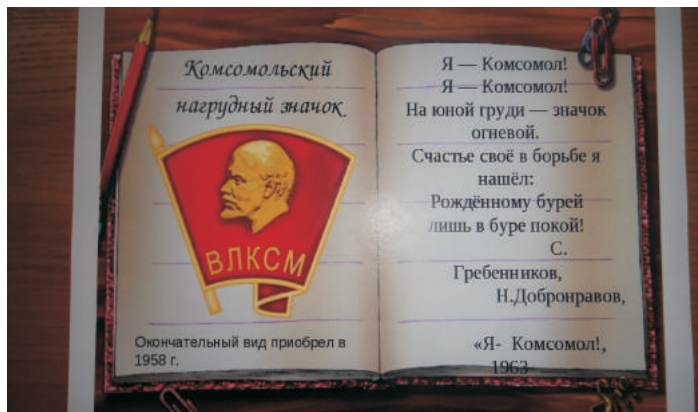 Комсомольский
нагрудный значок
ВЛКСМ
Окончательный вид приобрел в
1958 г.
Я — Комсомол!
Я — Комсомол!
На юной груди — значок
огневой.
Счастье своё в борьбе я
нашёл:
Рождённому бурей
лишь в буре покой!
С.
Гребенников,
Н.Добронравов,
«Я- Комсомол!,
1963